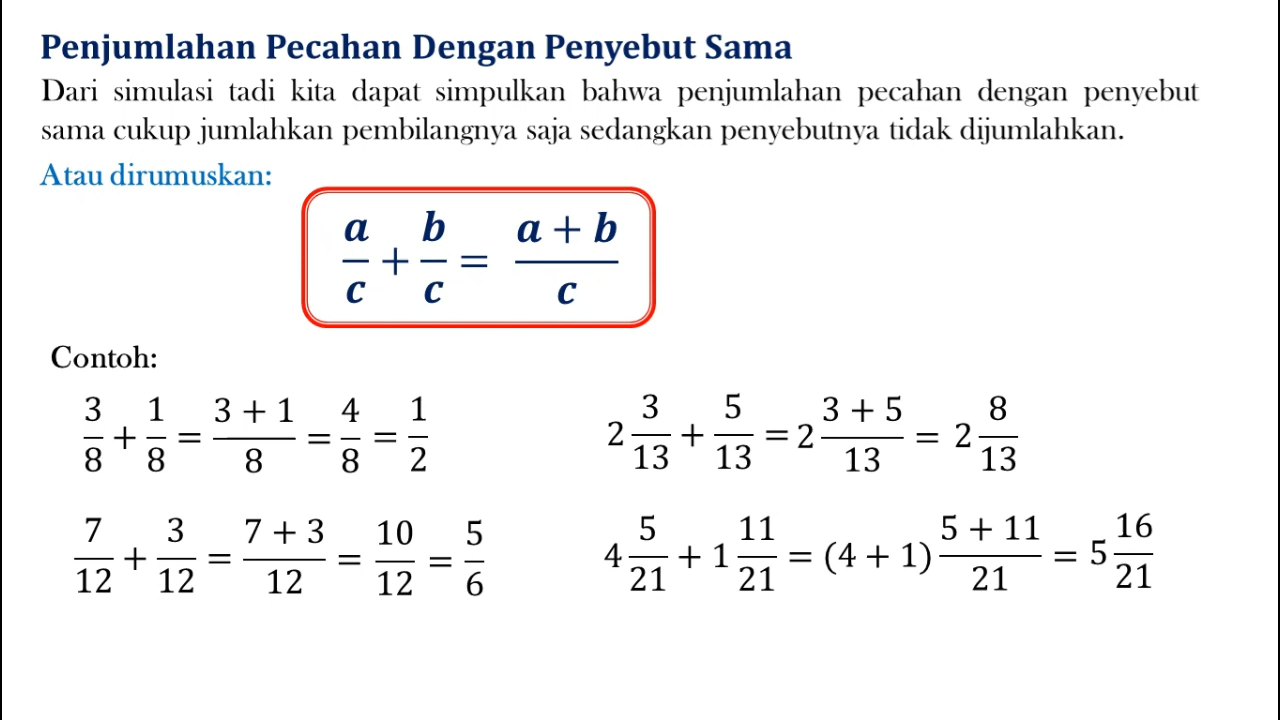 Penjumlahan Pecahan Dengan Penyebut Sama
Dari simulasi tadi kita dapat simpulkan bahwa penjumlahan pecahan dengan penyebut
sama cukup jumlahkan pembilangnya saja sedangkan penyebutnya tidak dijumlahkan.
Atau dirumuskan:
a/c + b/c = (a + b)/c
Contoh:
3/8 + 1/8 = (3 + 1)/8 = 4/8 = 1/2
2 3/13 + 5/13 = 2 (3 + 5)/13 = 2 8/13
7/12 + 3/12 = (7 + 3)/12 = 10/12 = 5/6
4 5/21 + 1 11/21 = (4 + 1) (5 + 11)/21 = 5 16/21